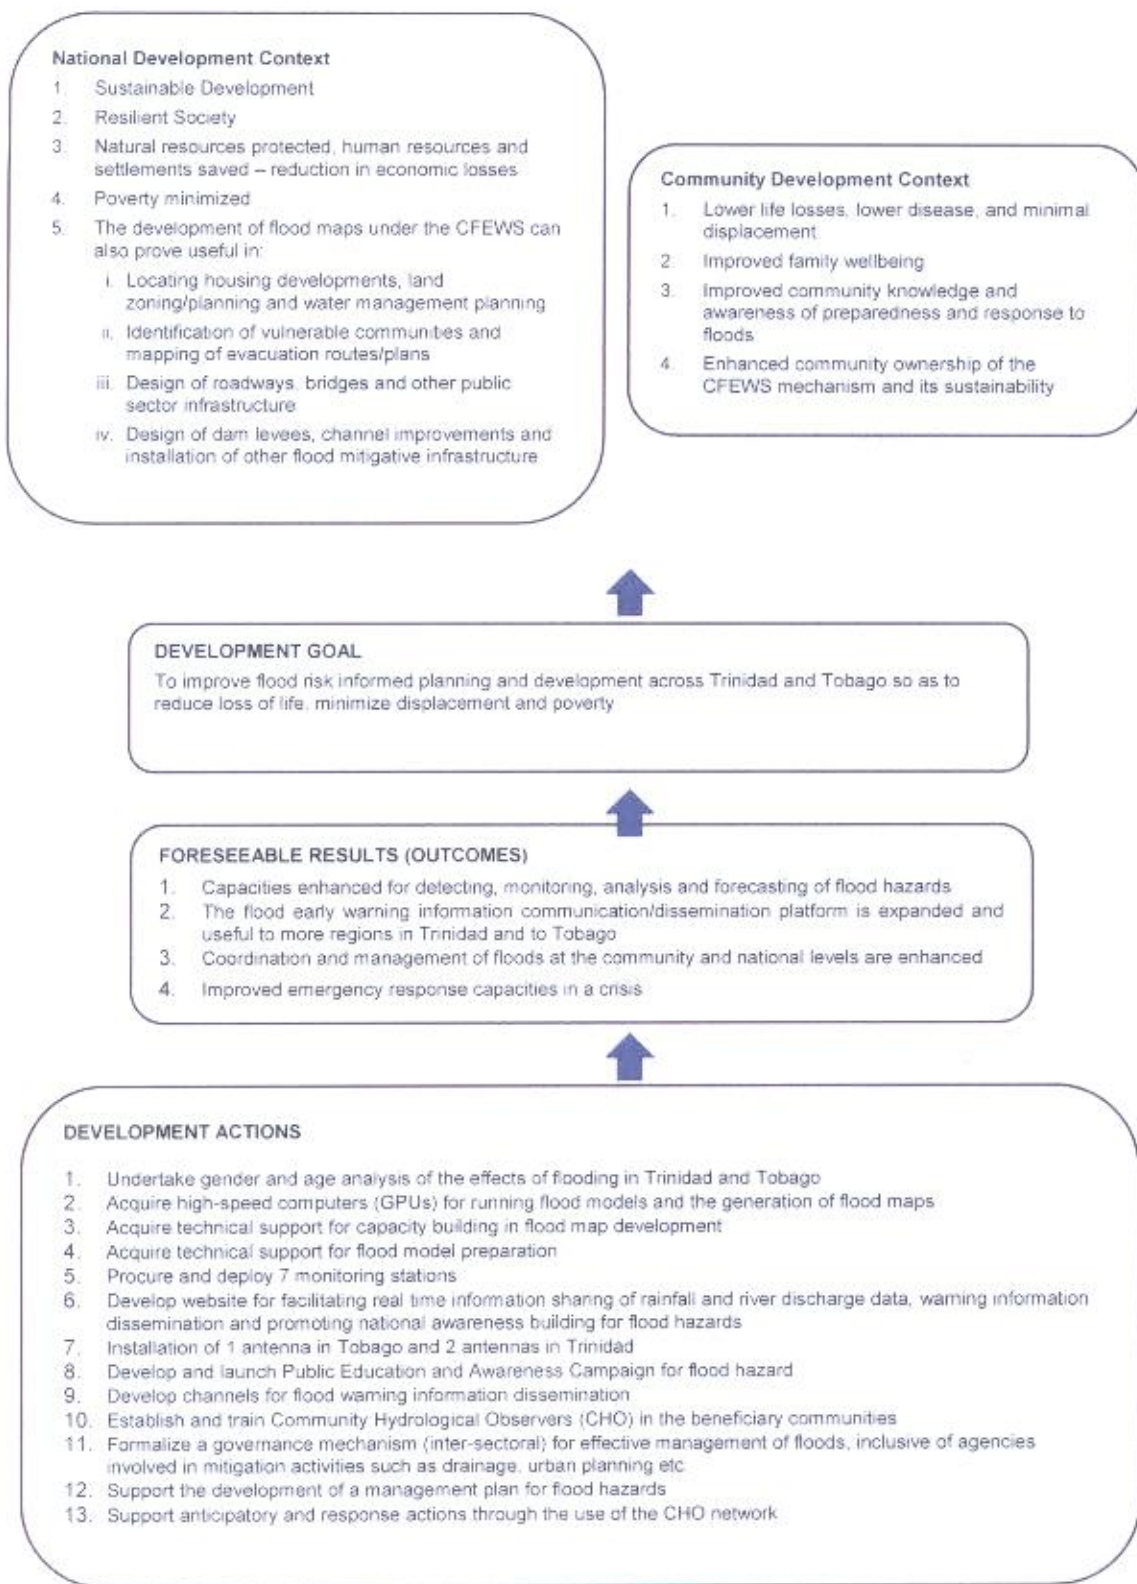 National Development Context
1. Sustainable Development
2. Resilient Society
3. Natural resources protected, human resources and
settlements saved – reduction in economic losses
4. Poverty minimized
5. The development of flood maps under the CFEWS can
also prove useful in:
i. Locating housing developments, land
zoning/planning and water management planning
ii. Identification of vulnerable communities and
mapping of evacuation routes/plans
iii. Design of roadways, bridges and other public
sector infrastructure
iv. Design of dam levees, channel improvements and
installation of other flood mitigative infrastructure
Community Development Context
1. Lower life losses, lower disease, and minimal
displacement
2. Improved family wellbeing
3. Improved community knowledge and
awareness of preparedness and response to
floods
4. Enhanced community ownership of the
CFEWS mechanism and its sustainability
DEVELOPMENT GOAL
To improve flood risk informed planning and development across Trinidad and Tobago so as to
reduce loss of life, minimize displacement and poverty
FORESEEABLE RESULTS (OUTCOMES)
1. Capacities enhanced for detecting, monitoring, analysis and forecasting of flood hazards
2. The flood early warning information communication/dissemination platform is expanded and
useful to more regions in Trinidad and to Tobago
3. Coordination and management of floods at the community and national levels are enhanced
4. Improved emergency response capacities in a crisis
DEVELOPMENT ACTIONS
1. Undertake gender and age analysis of the effects of flooding in Trinidad and Tobago
2. Acquire high-speed computers (GPUs) for running flood models and the generation of flood maps
3. Acquire technical support for capacity building in flood map development
4. Acquire technical support for flood model preparation
5. Procure and deploy 7 monitoring stations
6. Develop website for facilitating real time information sharing of rainfall and river discharge data, warning information
dissemination and promoting national awareness building for flood hazards
7. Installation of 1 antenna in Tobago and 2 antennas in Trinidad
8. Develop and launch Public Education and Awareness Campaign for flood hazard
9. Develop channels for flood warning information dissemination
10. Establish and train Community Hydrological Observers (CHO) in the beneficiary communities
11. Formalize a governance mechanism (inter-sectoral) for effective management of floods, inclusive of agencies
involved in mitigation activities such as drainage, urban planning etc
12. Support the development of a management plan for flood hazards
13. Support anticipatory and response actions through the use of the CHO network